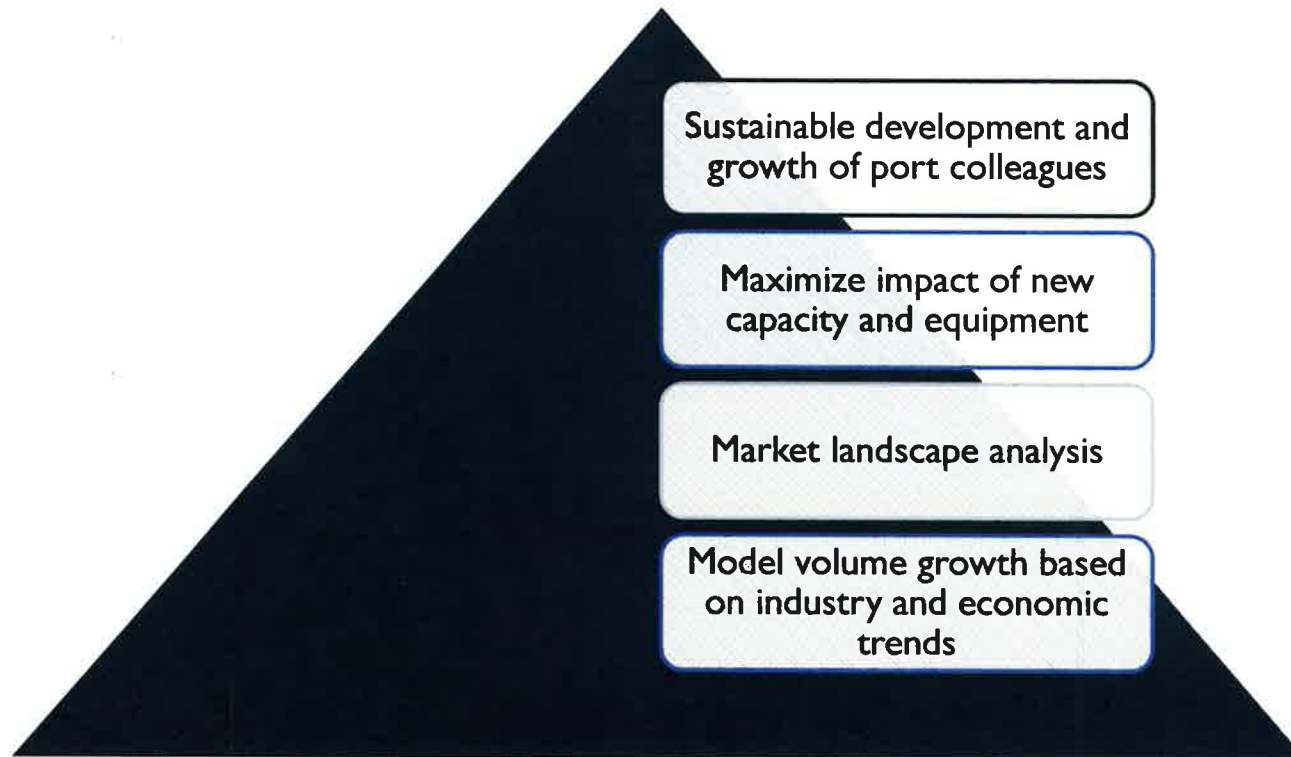 Sustainable development and
growth of port colleagues
Maximize impact of new
capacity and equipment
Market landscape analysis
Model volume growth based
on industry and economic
trends